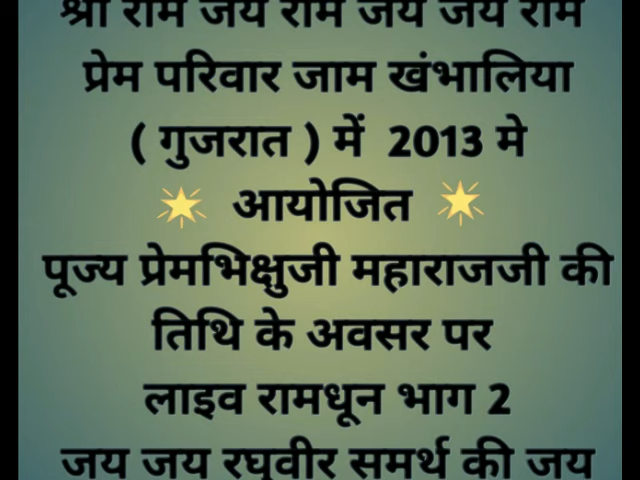 श्री राम जय राम जय जय राम
प्रेम परिवार जाम खंभालिया
( गुजरात ) में 2013 मे
आयोजित
पूज्य प्रेमभिक्षुजी महाराजजी की
तिथि के अवसर पर
लाइव रामधून भाग 2
जय जय रघुवीर समर्थ की जय